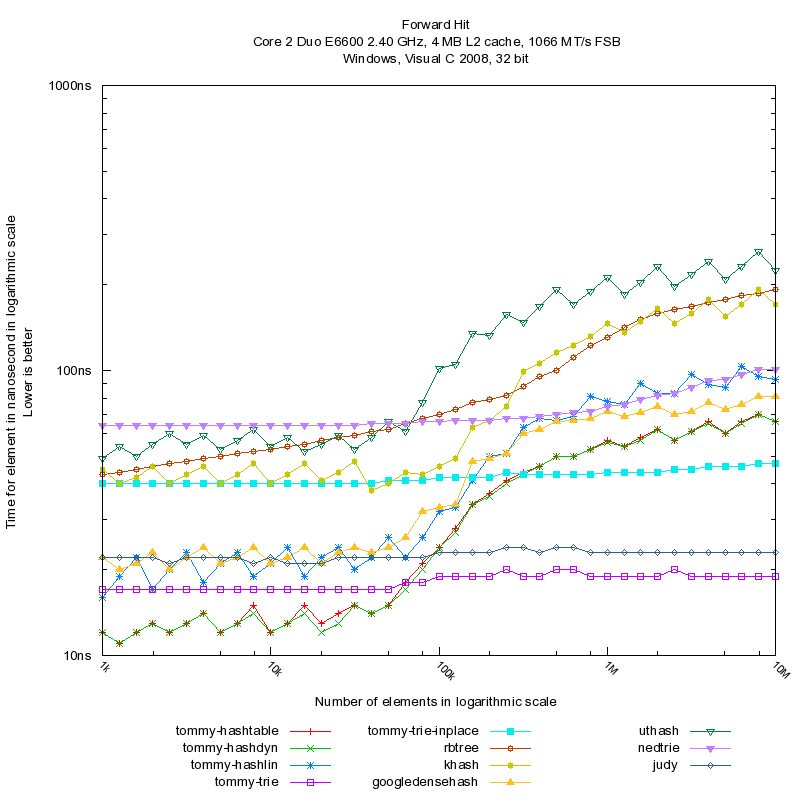 Forward Hit
Core 2 Duo E6600 2.40 GHz, 4 MB L2 cache, 1066 MT/s FSB
Windows, Visual C 2008, 32 bit
1000ns
100ns
10ns
Time for element in nanosecond in logarithmic scale
Lower is better
1k 10k 100k 1M 10M
Number of elements in logarithmic scale
tommy-hashtable tommy-trie-inplace uthash
tommy-hashdyn rbtree nedtrie
tommy-hashlin khash judy
tommy-trie googledensehash